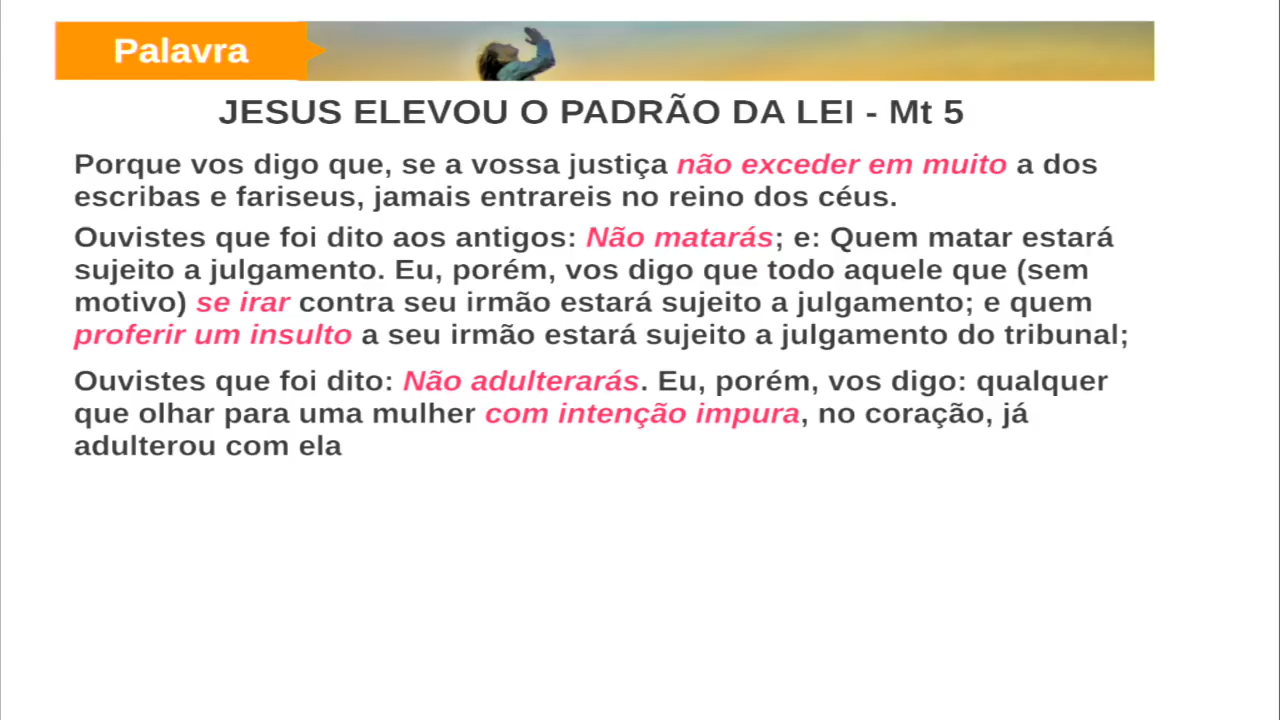 Palavra
JESUS ELEVOU O PADRÃO DA LEI - Mt 5
Porque vos digo que, se a vossa justiça não exceder em muito a dos
escribas e fariseus, jamais entrareis no reino dos céus.
Ouvistes que foi dito aos antigos: Não matarás; e: Quem matar estará
sujeito a julgamento. Eu, porém, vos digo que todo aquele que (sem
motivo) se irar contra seu irmão estará sujeito a julgamento; e quem
proferir um insulto a seu irmão estará sujeito a julgamento do tribunal;
Ouvistes que foi dito: Não adulterarás. Eu, porém, vos digo: qualquer
que olhar para uma mulher com intenção impura, no coração, já
adulterou com ela